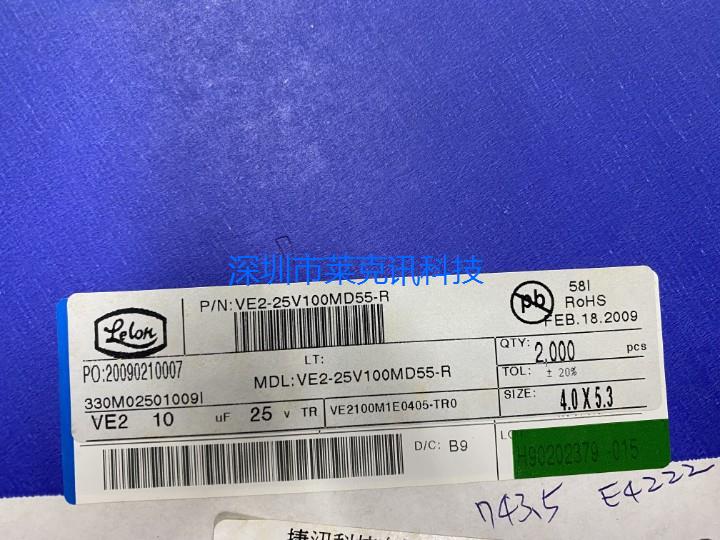 深圳市莱克讯科技
Lelon
P/N:VE2-25V100MD55-R
pb
58I
RoHS
FEB.18.2009
PO:20090210007
LT:
MDL:VE2-25V100MD55-R
QTY: 2,000 pcs
TOL: ± 20%
330M02501009I
VE2 10 uF 25 V TR
VE2100M1E0405-TR0
SIZE: 4.0 X 5.3
D/C: B9
H90202379 -015
7435 E4222